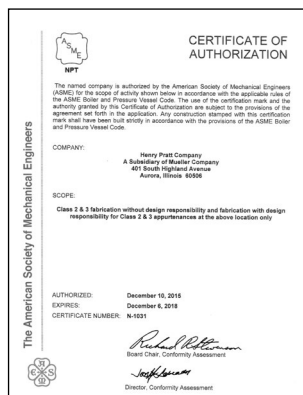 ASME
NPT
CERTIFICATE OF
AUTHORIZATION
The named company is authorized by the American Society of Mechanical Engineers
(ASME) for the scope of activity shown below in accordance with the applicable rules of
the ASME Boiler and Pressure Vessel Code. The use of the certification mark and the
authority granted by this Certificate of Authorization are subject to the provisions of the
agreement set forth in the application. Any construction stamped with this certification
mark shall have been built strictly in accordance with the provisions of the ASME Boiler
and Pressure Vessel Code.
COMPANY:
Henry Pratt Company
A Subsidiary of Mueller Company
401 South Highland Avenue
Aurora, Illinois 60506
SCOPE:
Class 2 & 3 fabrication without design responsibility and fabrication with design
responsibility for Class 2 & 3 appurtenances at the above location only
AUTHORIZED: December 10, 2015
EXPIRES: December 6, 2018
CERTIFICATE NUMBER: N-1031
Board Chair, Conformity Assessment
Director, Conformity Assessment
The American Society of Mechanical Engineers